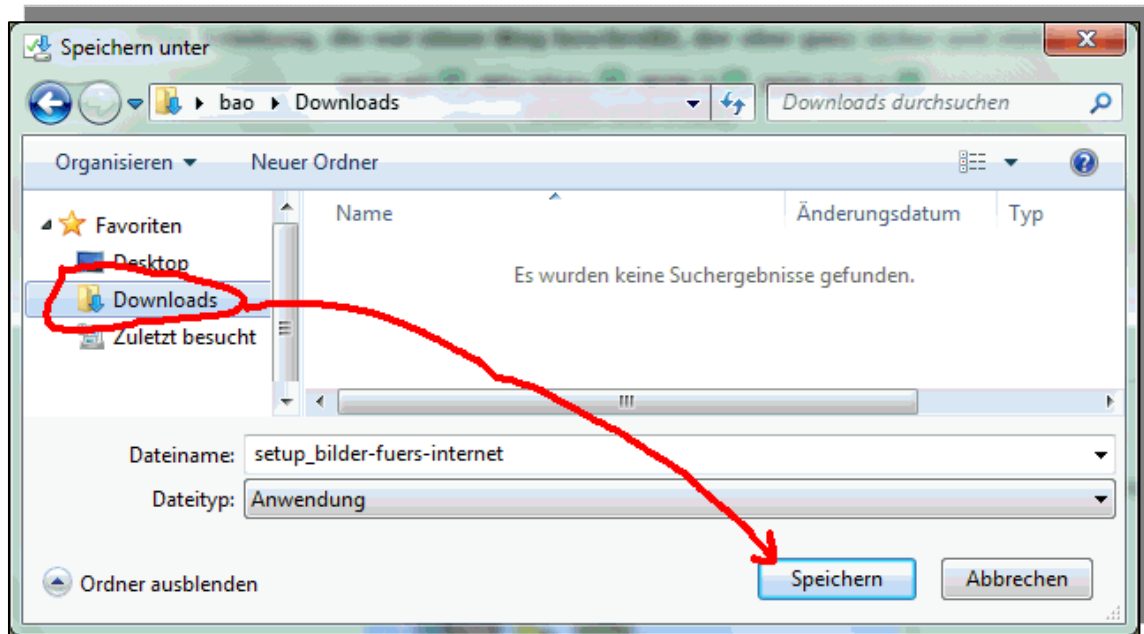 Speichern unter
bao Downloads
Downloads durchsuchen
Organisieren Neuer Ordner
Name Änderungsdatum Typ
Favoriten
Desktop
Es wurden keine Suchergebnisse gefunden.
Downloads
Zuletzt besucht
Dateiname: setup_bilder-fuers-internet
Dateityp: Anwendung
Ordner ausblenden
Speichern
Abbrechen